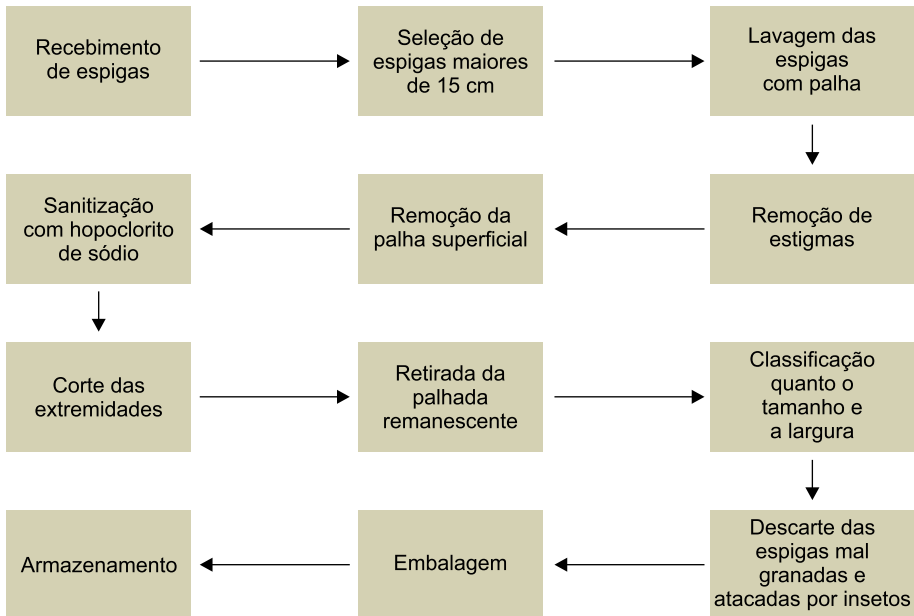 Recebimento
de espigas
Seleção de
espigas maiores
de 15 cm
Lavagem das
espigas
com palha
Remoção de
estigmas
Remoção da
palha superficial
Sanitização
com hopoclorito
de sódio
Corte das
extremidades
Retirada da
palhada
remanescente
Classificação
quanto o
tamanho e
a largura
Descarte das
espigas mal
granadas e
atacadas por insetos
Embalagem
Armazenamento